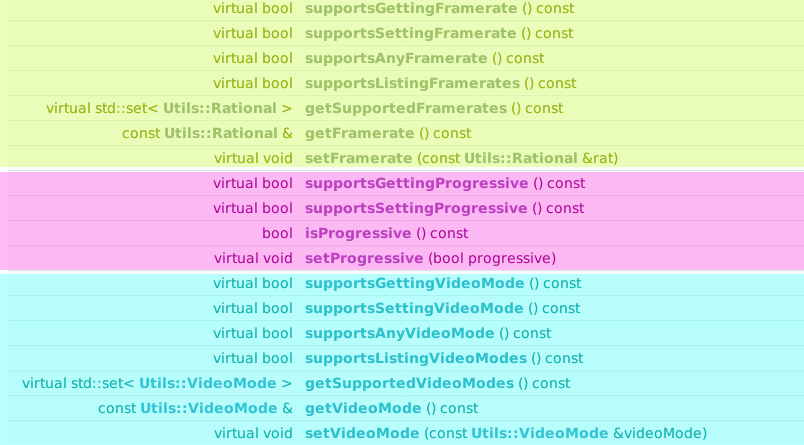 virtual bool supportsGettingFramerate () const
virtual bool supportsSettingFramerate () const
virtual bool supportsAnyFramerate () const
virtual bool supportsListingFramerates () const
virtual std::set< Utils::Rational > getSupportedFramerates () const
const Utils::Rational & getFramerate () const
virtual void setFramerate (const Utils::Rational &rat)
virtual bool supportsGettingProgressive () const
virtual bool supportsSettingProgressive () const
bool isProgressive () const
virtual void setProgressive (bool progressive)
virtual bool supportsGettingVideoMode () const
virtual bool supportsSettingVideoMode () const
virtual bool supportsAnyVideoMode () const
virtual bool supportsListingVideoModes () const
virtual std::set< Utils::VideoMode > getSupportedVideoModes () const
const Utils::VideoMode & getVideoMode () const
virtual void setVideoMode (const Utils::VideoMode &videoMode)